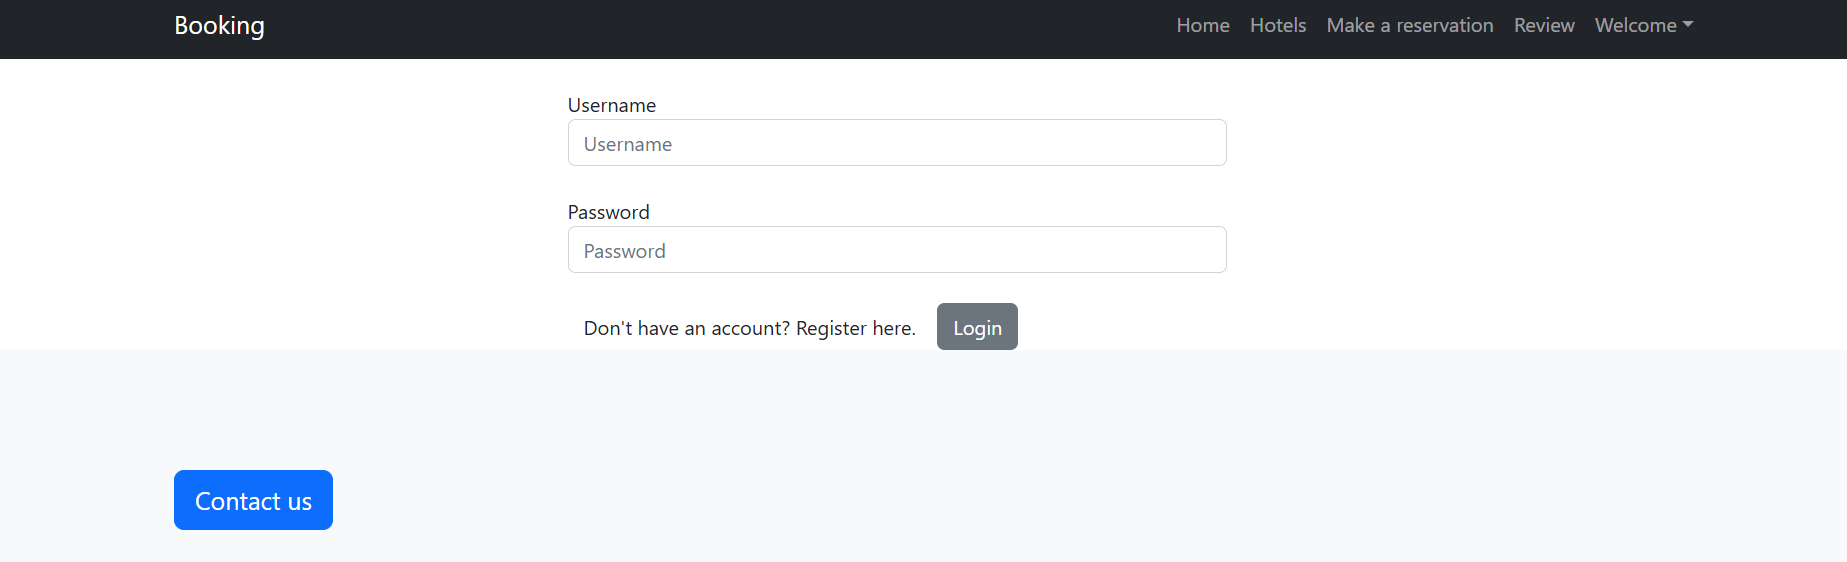 Booking Home Hotels Make a reservation Review Welcome
Username
Username
Password
Password
Don't have an account? Register here. Login
Contact us